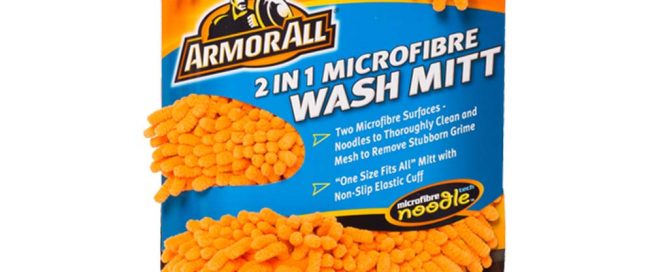 ARMORALL
2 IN 1 MICROFIBRE
WASH MITT
Two Microfibre Surfaces -
Noodles to Thoroughly Clean and
Mesh to Remove Stubborn Grime
"One Size Fits All" Mitt with
Non-Slip Elastic Cuff
microfibre
noodle tech™